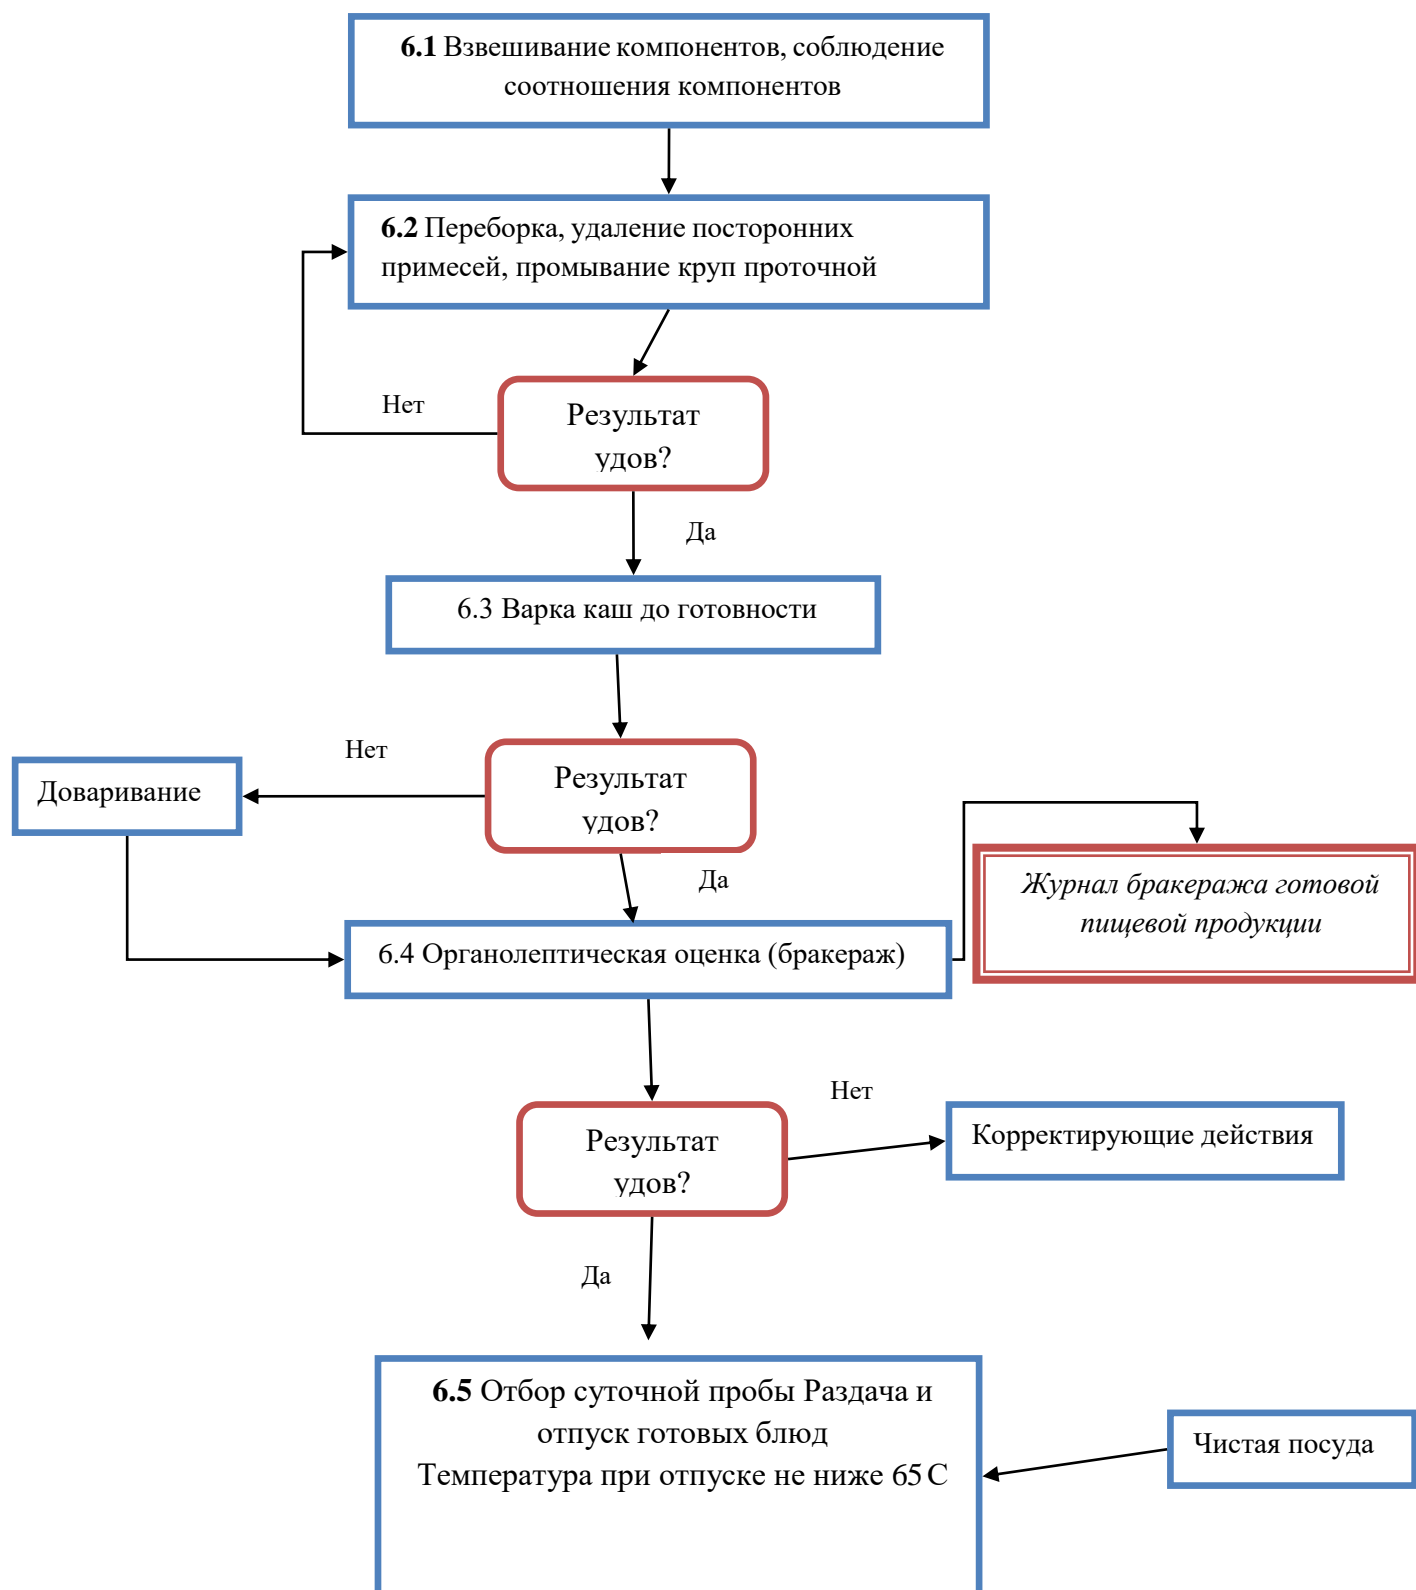 6.1 Взвешивание компонентов, соблюдение
соотношения компонентов
6.2 Переборка, удаление посторонних
примесей, промывание круп проточной
Нет
Результат
удов?
Да
6.3 Варка каш до готовности
Нет
Доваривание
Результат
удов?
Да
Журнал бракеража готовой
пищевой продукции
6.4 Органолептическая оценка (бракераж)
Нет
Результат
удов?
Корректирующие действия
Да
6.5 Отбор суточной пробы Раздача и
отпуск готовых блюд
Температура при отпуске не ниже 65 С
Чистая посуда